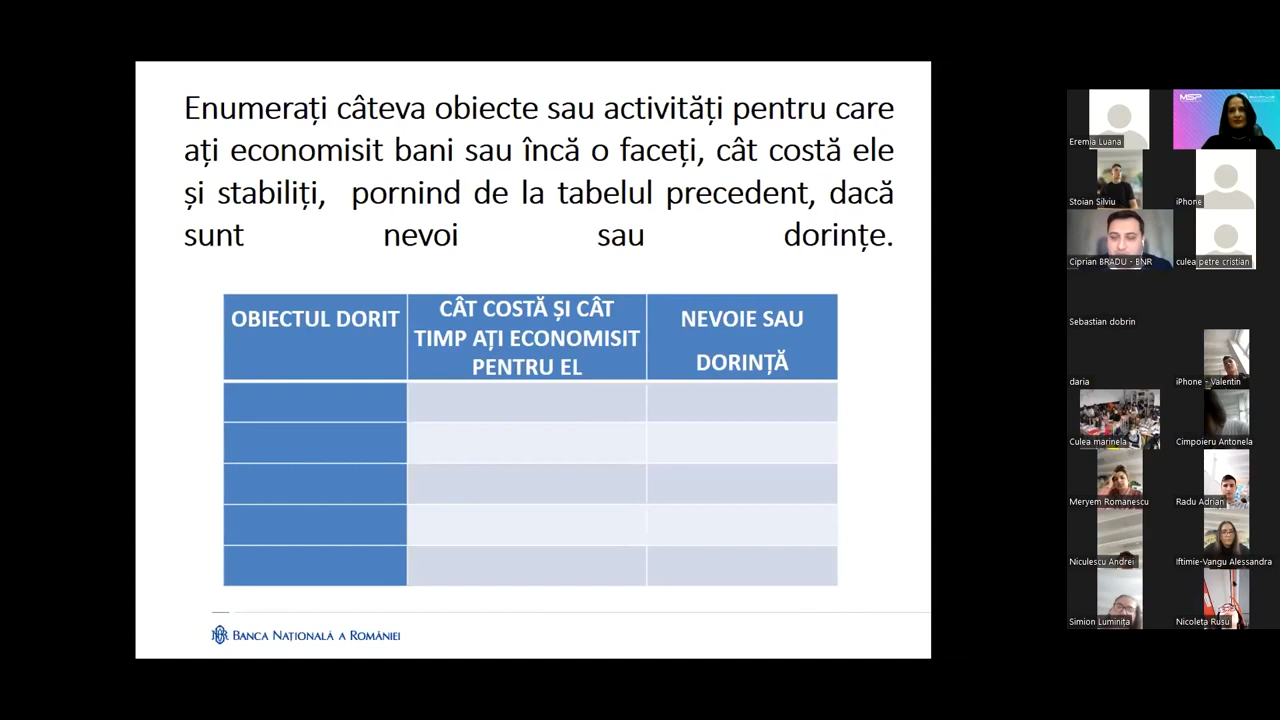 Enumerați câteva obiecte sau activități pentru care
ați economisit bani sau încă o faceți, cât costă ele
și stabiliți, pornind de la tabelul precedent, dacă
sunt nevoi sau dorințe.
OBIECTUL DORIT
CÂT COSTĂ ȘI CÂT
TIMP AȚI ECONOMISIT
PENTRU EL
NEVOIE SAU
DORINȚĂ
BANCA NAȚIONALĂ A ROMÂNIEI
MSP
Eremia Luana
Stoian Silviu
iPhone
Ciprian BRADU - BNR
culea petre cristian
Sebastian dobrin
daria
iPhone - Valentin
Culea marinela
Cimpoieru Antonela
Meryem Romanescu
Radu Adrian
Niculescu Andrei
Iftimie-Vangu Alessandra
Simion Luminița
Nicoleta Rusu